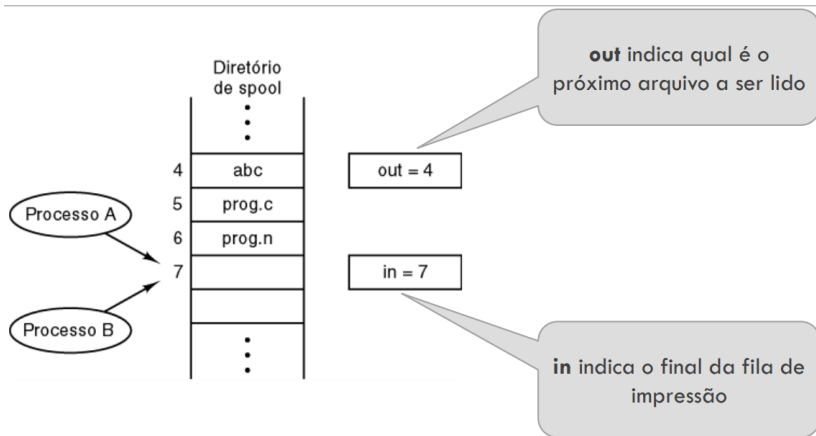 Diretório
de spool
4 abc
5 prog.c
6 prog.n
7
Processo A
Processo B
out = 4
in = 7
out indica qual é o
próximo arquivo a ser lido
in indica o final da fila de
impressão